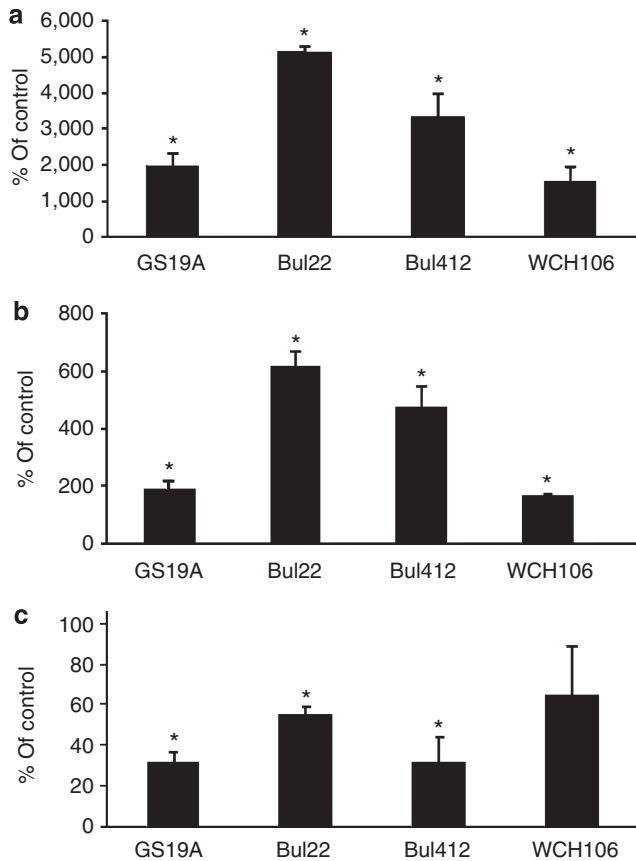 a
% Of control
6,000
5,000
4,000
3,000
2,000
1,000
0
* * * *
GS19A Bul22 Bul412 WCH106
b
% Of control
800
600
400
200
0
* * * *
GS19A Bul22 Bul412 WCH106
c
% Of control
100
80
60
40
20
0
* * *
GS19A Bul22 Bul412 WCH106